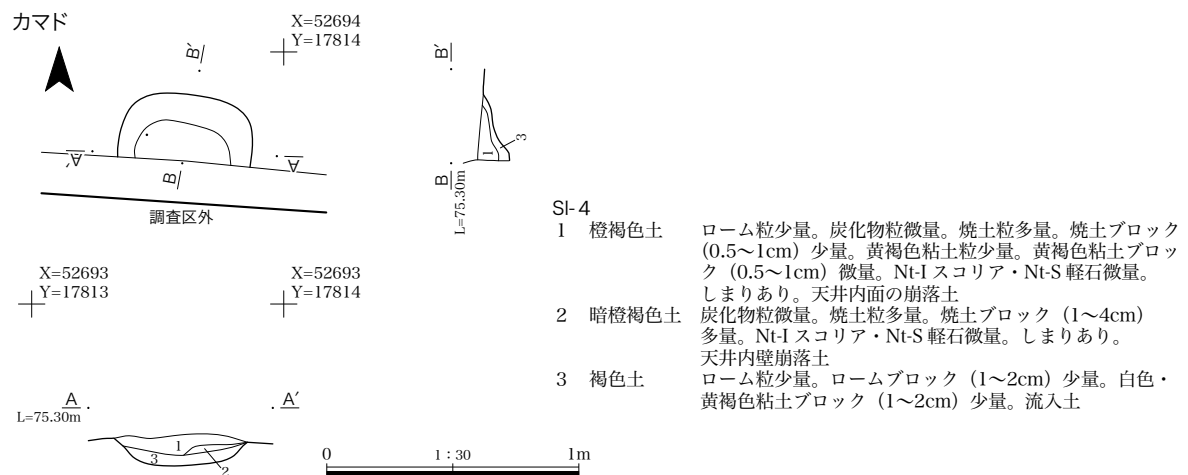 カマド
X=52694
Y=17814
B′
B′
A′
A
B
B
L=75.30m
1
3
調査区外
X=52693
Y=17813
X=52693
Y=17814
A
A′
L=75.30m
1
3
2
0
1：30
1m
SI-4
1 橙褐色土 ローム粒少量。炭化物粒微量。焼土粒多量。焼土ブロック
(0.5〜1cm）少量。黄褐色粘土粒少量。黄褐色粘土ブロッ
ク（0.5〜1cm）微量。Nt-I スコリア・Nt-S 軽石微量。
しまりあり。天井内面の崩落土
2 暗橙褐色土 炭化物粒微量。焼土粒多量。焼土ブロック（1〜4cm）
多量。Nt-I スコリア・Nt-S 軽石微量。しまりあり。
天井内壁崩落土
3 褐色土 ローム粒少量。ロームブロック（1〜2cm）少量。白色・
黄褐色粘土ブロック（1〜2cm）少量。流入土